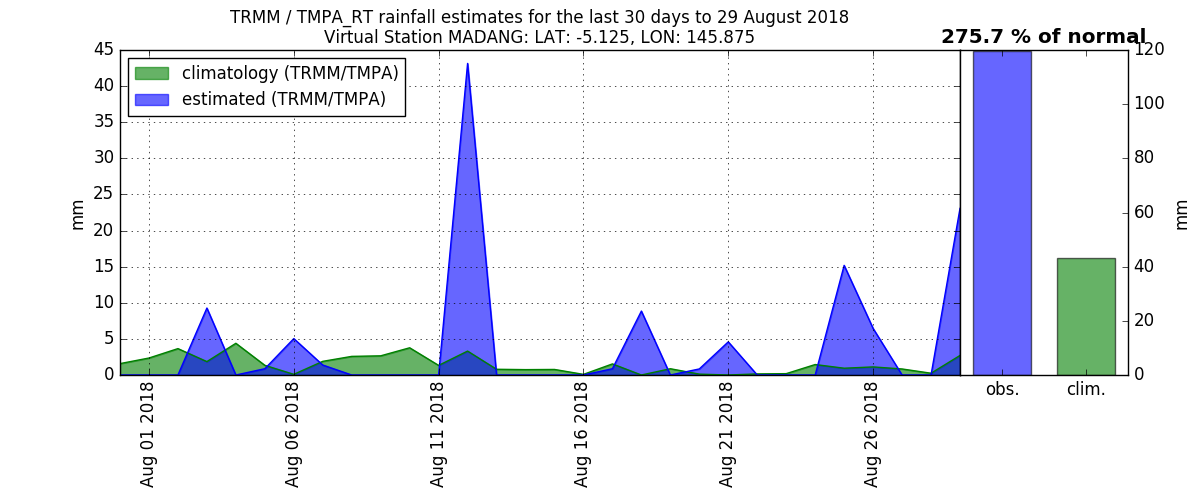 TRMM / TMPA_RT rainfall estimates for the last 30 days to 29 August 2018
Virtual Station MADANG: LAT: -5.125, LON: 145.875
275.7 % of normal
climatology (TRMM/TMPA)
estimated (TRMM/TMPA)
mm
45
40
35
30
25
20
15
10
5
0
Aug 01 2018
Aug 06 2018
Aug 11 2018
Aug 16 2018
Aug 21 2018
Aug 26 2018
120
100
80
60
40
20
0
mm
obs.
clim.